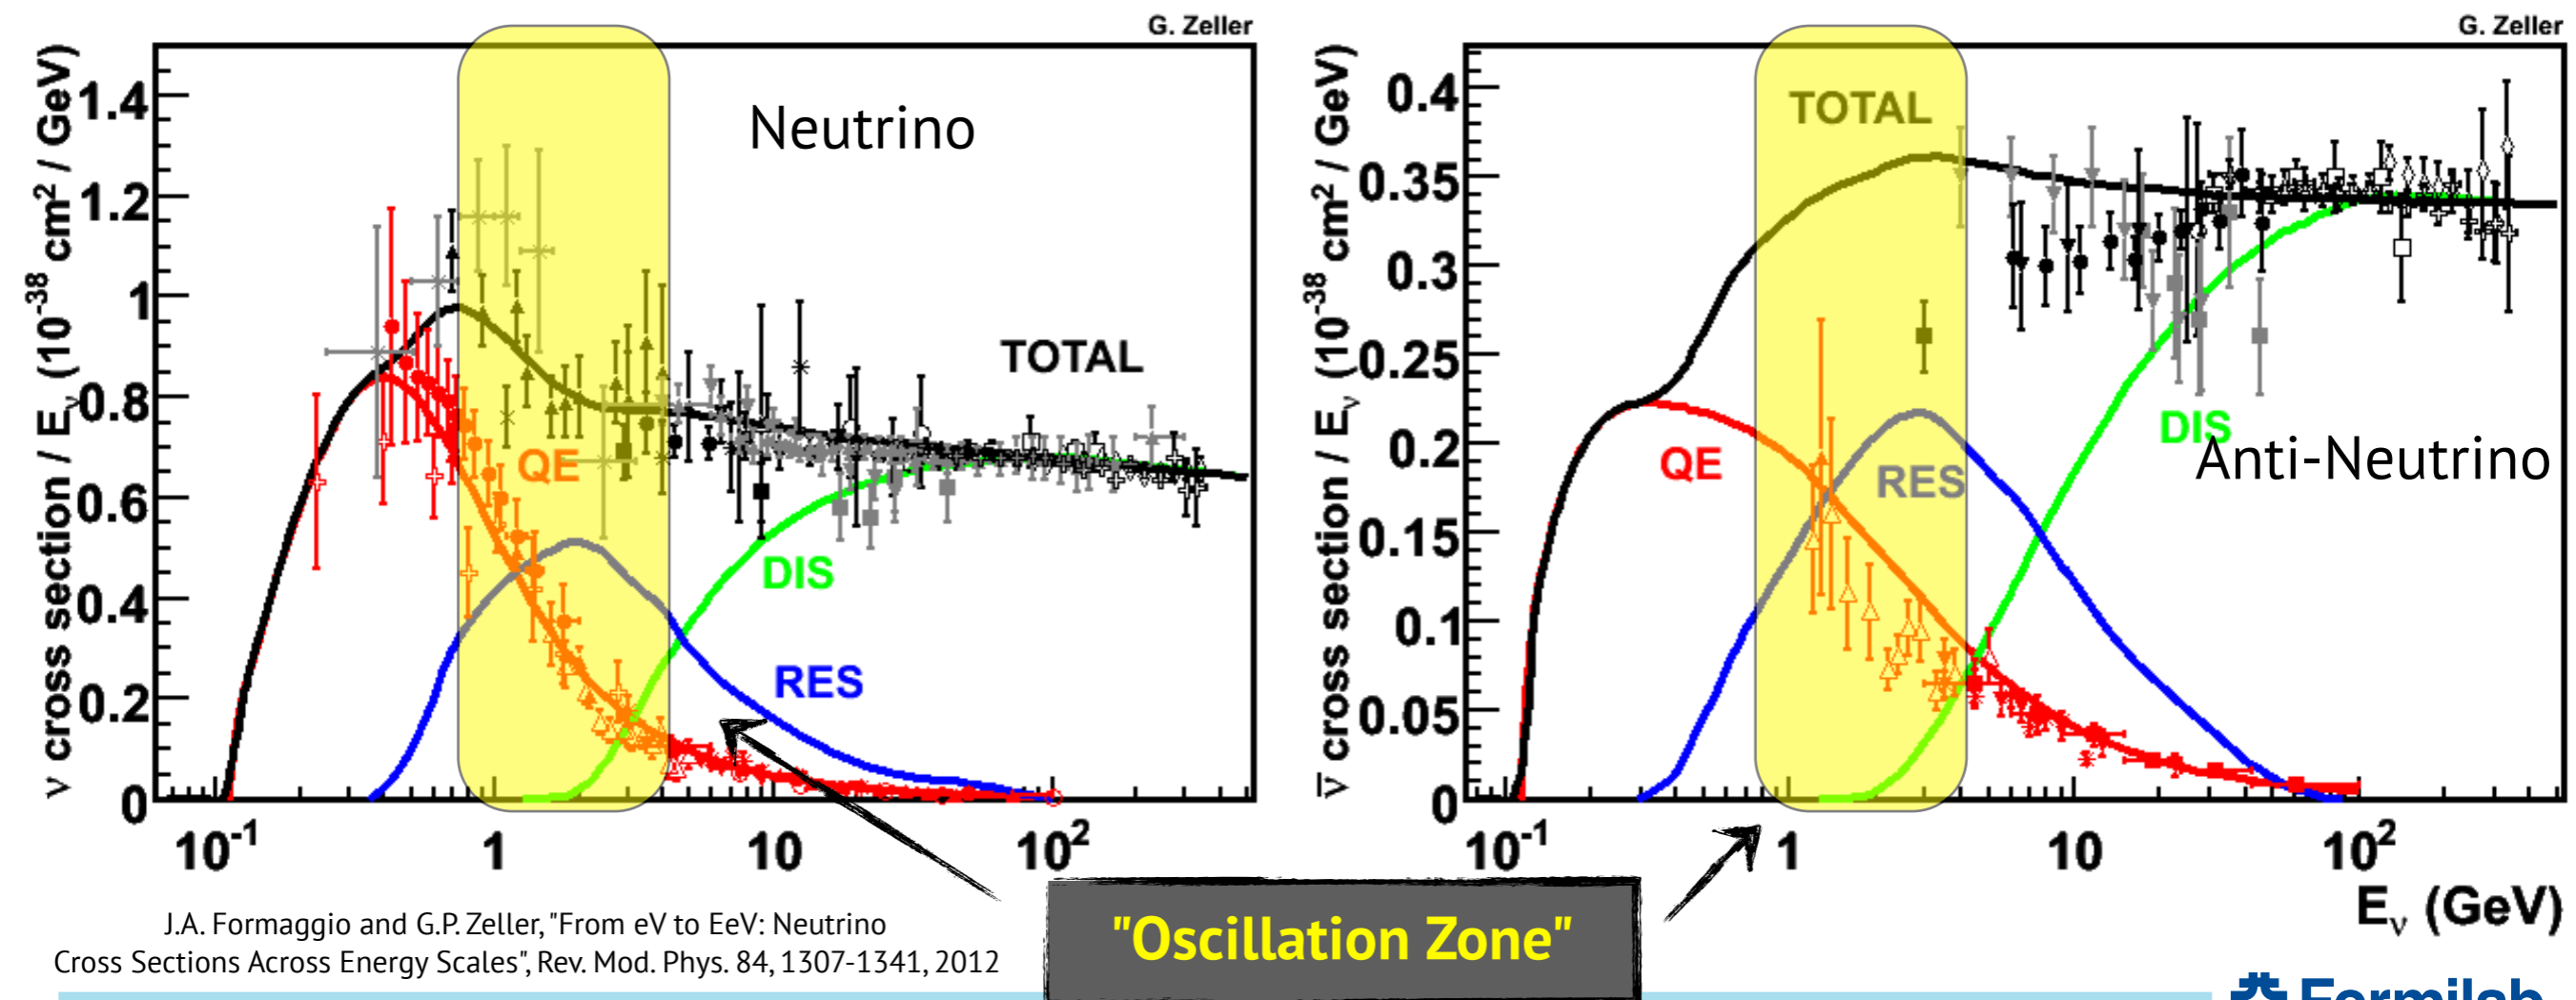 G. Zeller
ν cross section / Eν (10-38 cm2 / GeV)
1.4
1.2
1
0.8
0.6
0.4
0.2
0
Neutrino
TOTAL
QE
DIS
RES
10-1 1 10 102
G. Zeller
ν̅ cross section / Eν (10-38 cm2 / GeV)
0.4
0.35
0.3
0.25
0.2
0.15
0.1
0.05
0
TOTAL
QE
RES
DIS
Anti-Neutrino
10-1 1 10 102
Eν (GeV)
"Oscillation Zone"
J.A. Formaggio and G.P. Zeller, "From eV to EeV: Neutrino
Cross Sections Across Energy Scales", Rev. Mod. Phys. 84, 1307-1341, 2012
Fermilab